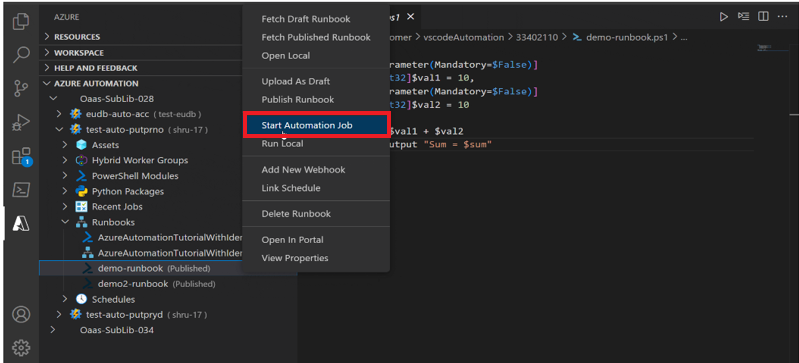 AZURE
RESOURCES
WORKSPACE
HELP AND FEEDBACK
AZURE AUTOMATION
Oaas-SubLib-028
eudb-auto-acc (test-eudb)
test-auto-putprno (shru-17)
Assets
Hybrid Worker Groups
PowerShell Modules
Python Packages
Recent Jobs
Runbooks
AzureAutomationTutorialWithIder
AzureAutomationTutorialWithIder
demo-runbook (Published)
demo2-runbook (Published)
Schedules
test-auto-putpryd (shru-17)
Oaas-SubLib-034
1
Fetch Draft Runbook
Fetch Published Runbook
Open Local
Upload As Draft
Publish Runbook
Start Automation Job
Run Local
Add New Webhook
Link Schedule
Delete Runbook
Open In Portal
View Properties
s1
omer > vscodeAutomation > 33402110 > demo-runbook.ps1 > ...
rameter(Mandatory=$False)]
t32]$val1 = 10,
rameter(Mandatory=$False)]
t32]$val2 = 10
$val1 + $val2
utput "Sum = $sum"